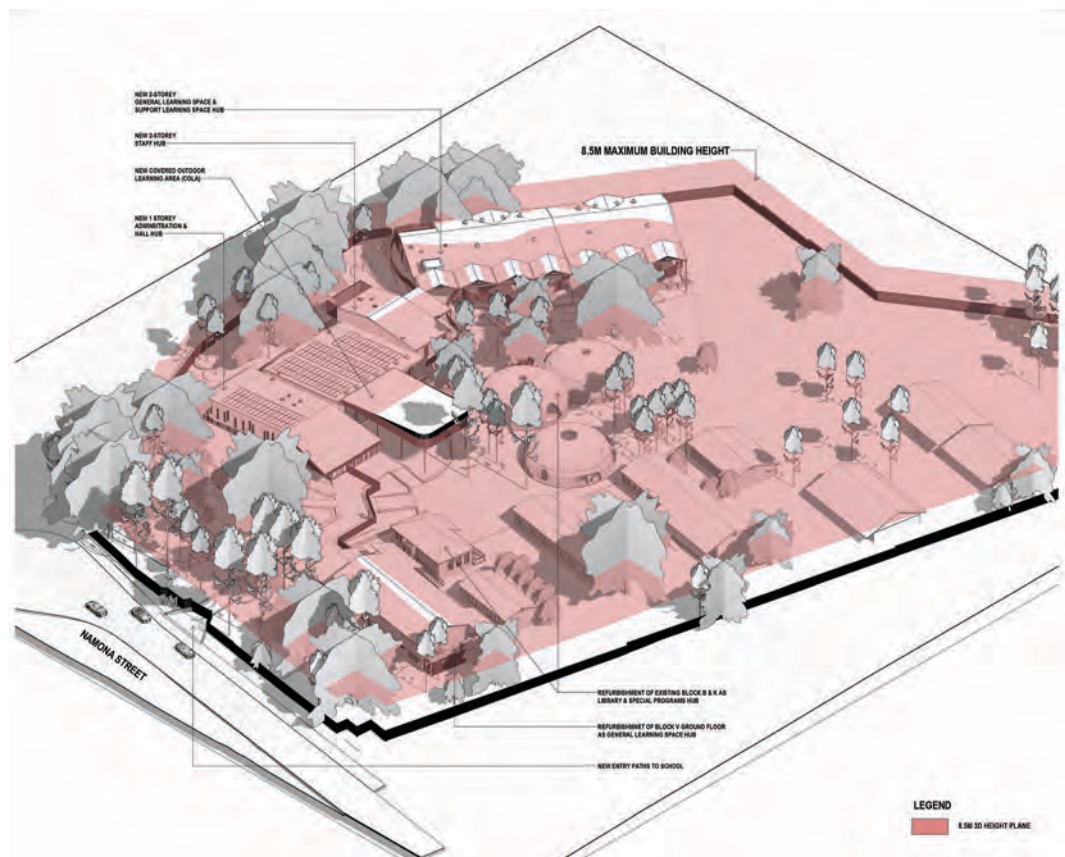 NEW 2-STOREY
GENERAL LEARNING SPACE &
SUPPORT LEARNING SPACE HUB
NEW 2-STOREY
STAFF HUB
NEW COVERED OUTDOOR
LEARNING AREA (COLA)
NEW 1 STOREY
ADMINBITRATION &
HALL HUB
8.5M MAXIMUM BUILDING HEIGHT
NAMONA STREET
REFURBISHMENT OF EXISTING BLOCK B & K AS
LIBRARY & SPECIAL PROGRAMS HUB
REFURBISHMNET OF BLOCK V GROUND FLOOR
AS GENERAL LEARNING SPACE HUB
NEW ENTRY PATHS TO SCHOOL
LEGEND
8.5M 3D HEIGHT PLANE